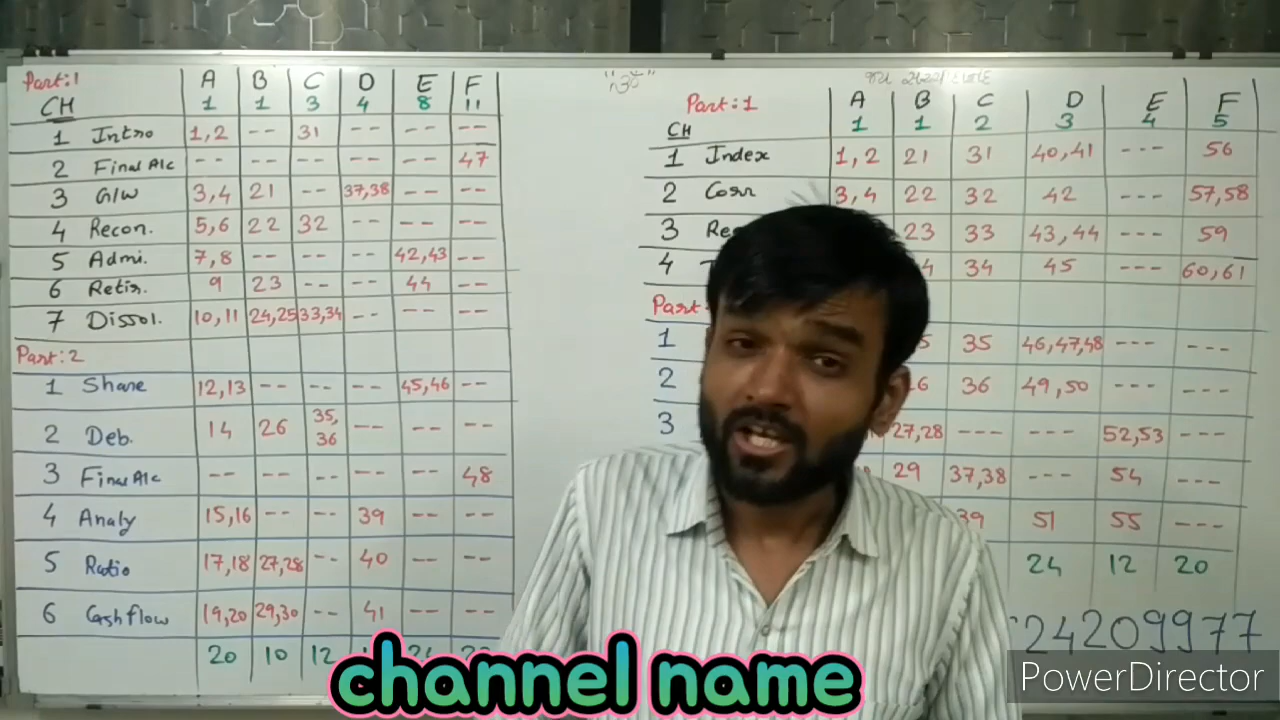 Part:1 A B C D E F
CH 1 1 3 4 8 11
1 Intro 1,2 -- 31 -- -- --
2 Final A/c -- -- -- -- -- 47
3 G/W 3,4 21 -- 37,38 -- --
4 Recon. 5,6 22 32 -- -- --
5 Admi. 7,8 -- -- -- 42,43 --
6 Retir. 9 23 -- -- 44 --
7 Dissol. 10,11 24,25 33,34 -- -- --
Part:2
1 Share 12,13 -- -- -- 45,46 --
2 Deb. 14 26 35,36 -- -- --
3 Final A/c -- -- -- -- -- 48
4 Analy 15,16 -- -- 39 -- --
5 Ratio 17,18 27,28 -- 40 -- --
6 Cashflow 19,20 29,30 -- 41 -- --
20 10 12
Part:1 A B C D E F
CH 1 1 2 3 4 5
1 Index 1,2 21 31 40,41 --- 56
2 Corr 3,4 22 32 42 --- 57,58
3 Re 23 33 43,44 --- 59
4 34 45 --- 60,61
Part:
1 35 46,47,48 --- ---
2 36 49,50 --- ---
3 27,28 --- --- 52,53 ---
29 37,38 --- 54 ---
39 51 55 ---
24 12 20
24209977
channel name
PowerDirector